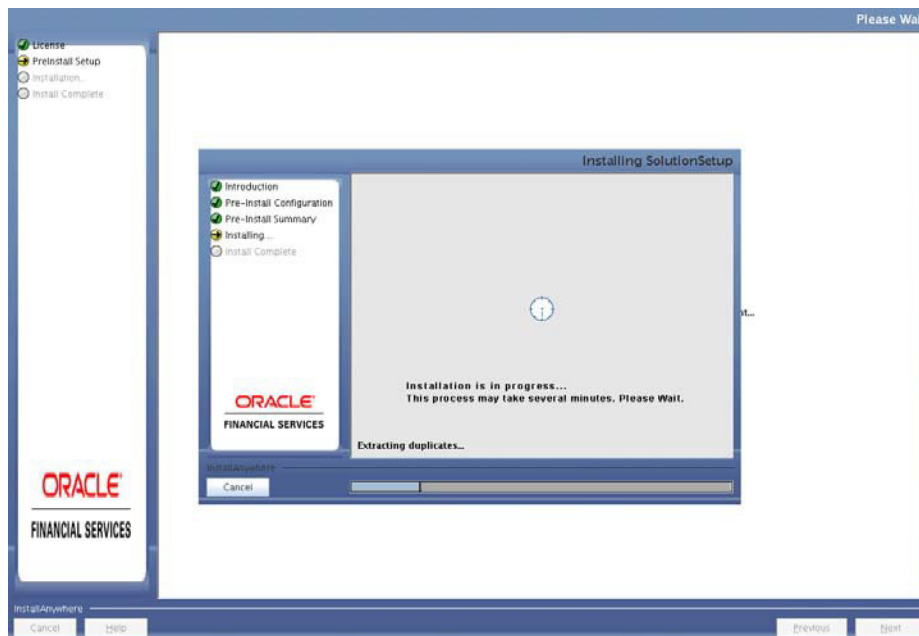 Please Wai
License
PreInstall Setup
Installation...
Install Complete
Installing SolutionSetup
Introduction
Pre-Install Configuration
Pre-Install Summary
Installing...
Install Complete
nt...
Installation is in progress...
This process may take several minutes. Please Wait.
ORACLE
FINANCIAL SERVICES
Extracting duplicates...
InstallAnywhere
Cancel
ORACLE
FINANCIAL SERVICES
InstallAnywhere
Cancel
Help
Previous
Next